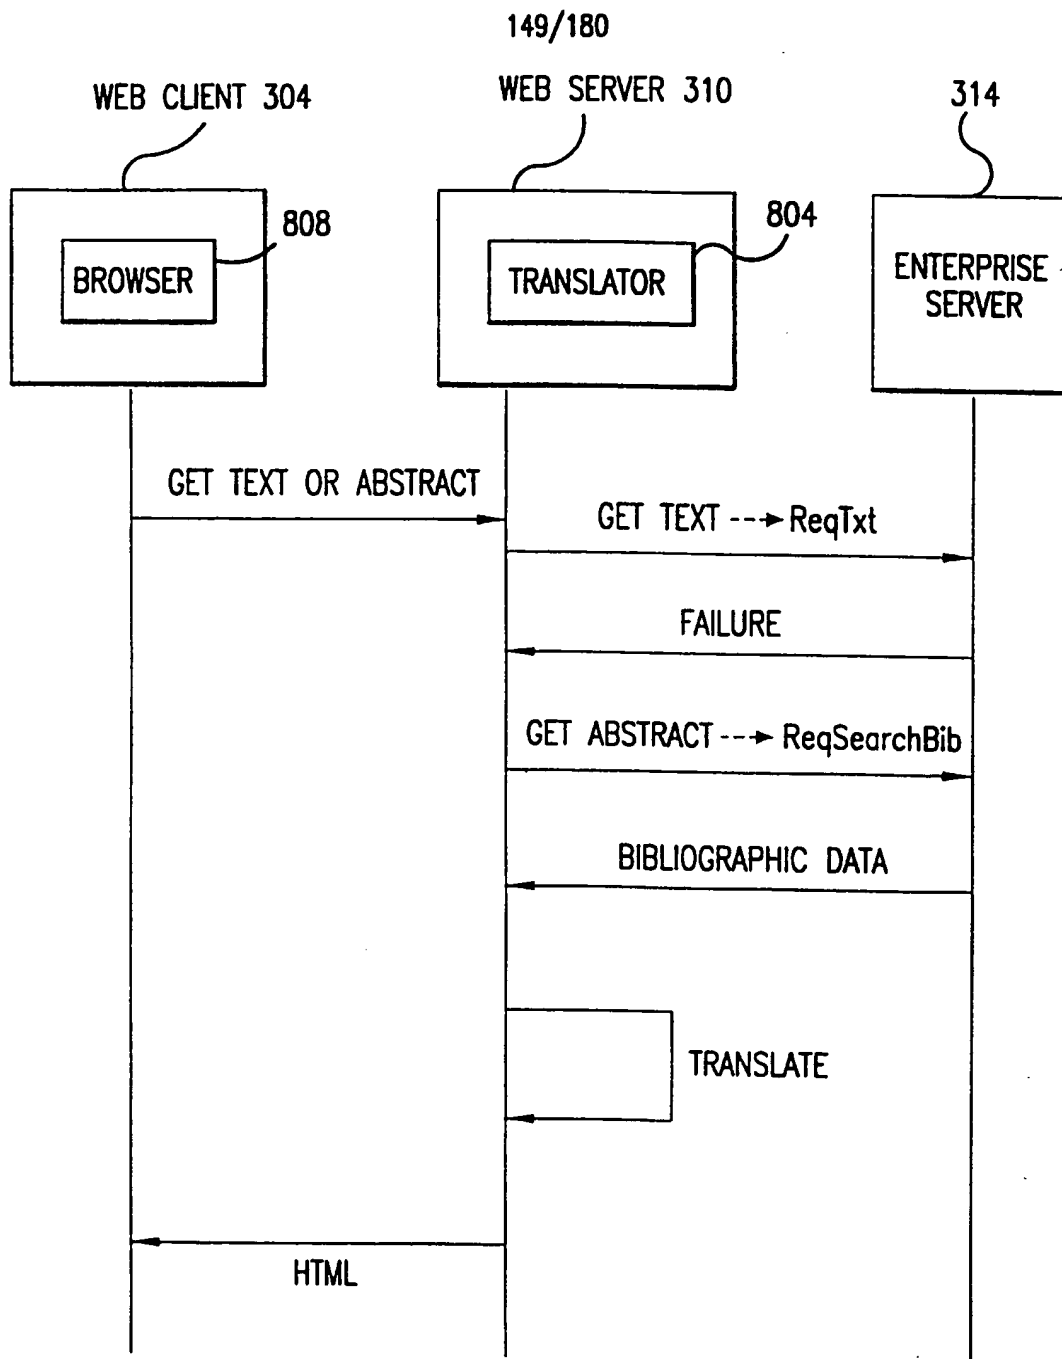 149/180
WEB CLIENT 304
WEB SERVER 310
314
808
804
BROWSER
TRANSLATOR
ENTERPRISE
SERVER
GET TEXT OR ABSTRACT
GET TEXT ---> ReqTxt
FAILURE
GET ABSTRACT ---> ReqSearchBib
BIBLIOGRAPHIC DATA
TRANSLATE
HTML